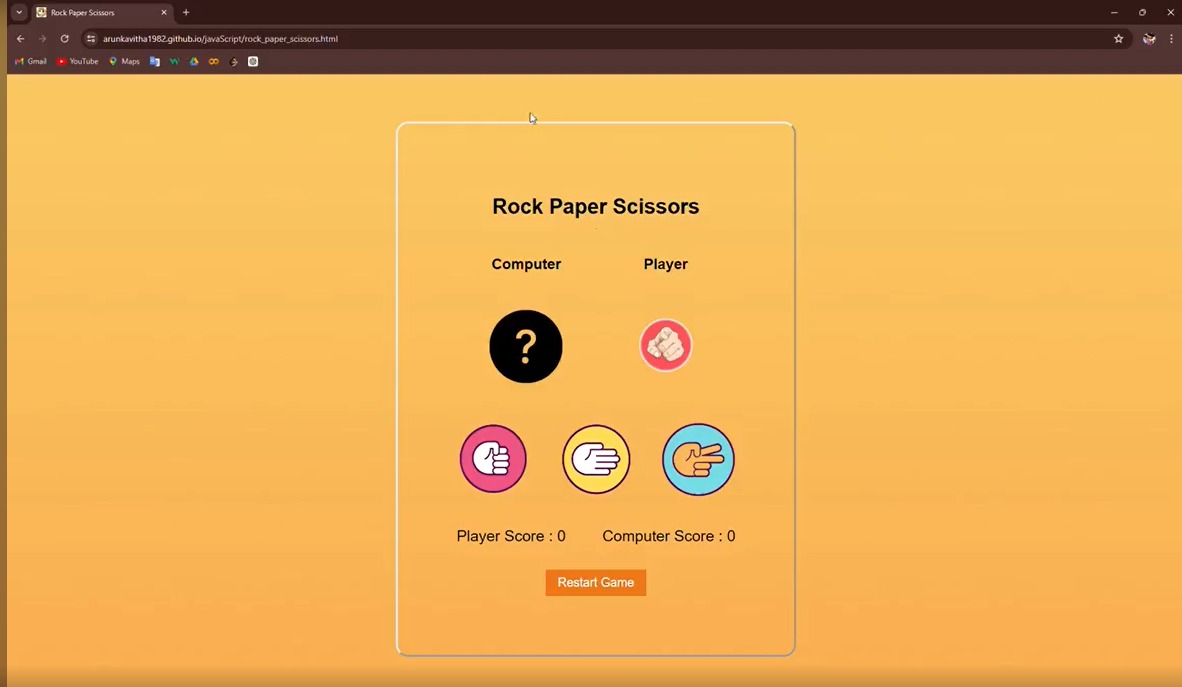 Rock Paper Scissors
arunkavitha1982.github.io/javaScript/rock_paper_scissors.html
Gmail YouTube Maps
Rock Paper Scissors
Computer Player
?
Player Score : 0 Computer Score : 0
Restart Game